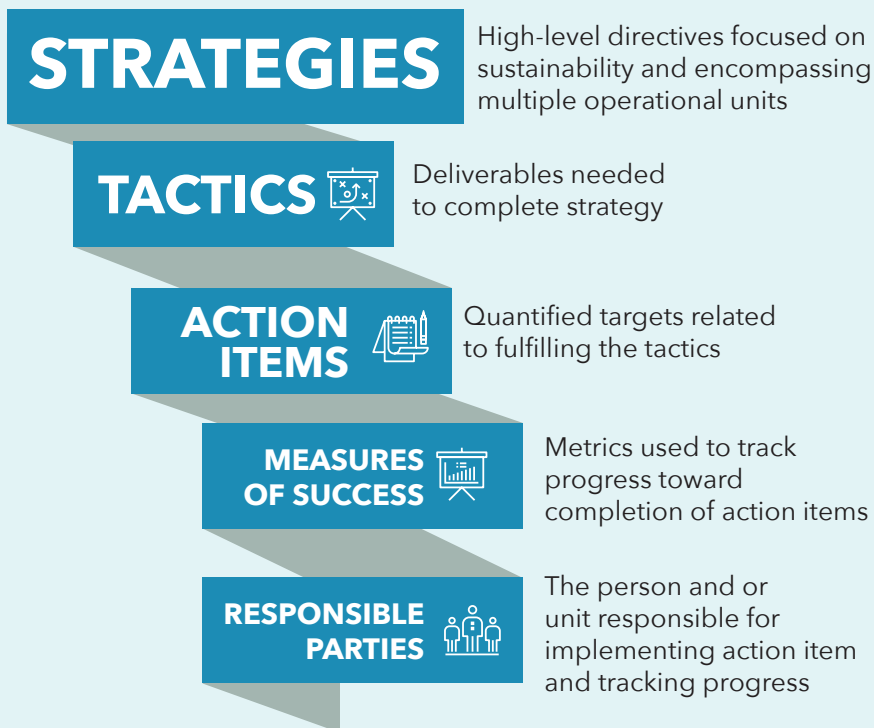 STRATEGIES
High-level directives focused on
sustainability and encompassing
multiple operational units
TACTICS
Deliverables needed
to complete strategy
ACTION
ITEMS
Quantified targets related
to fulfilling the tactics
MEASURES
OF SUCCESS
Metrics used to track
progress toward
completion of action items
RESPONSIBLE
PARTIES
The person and or
unit responsible for
implementing action item
and tracking progress